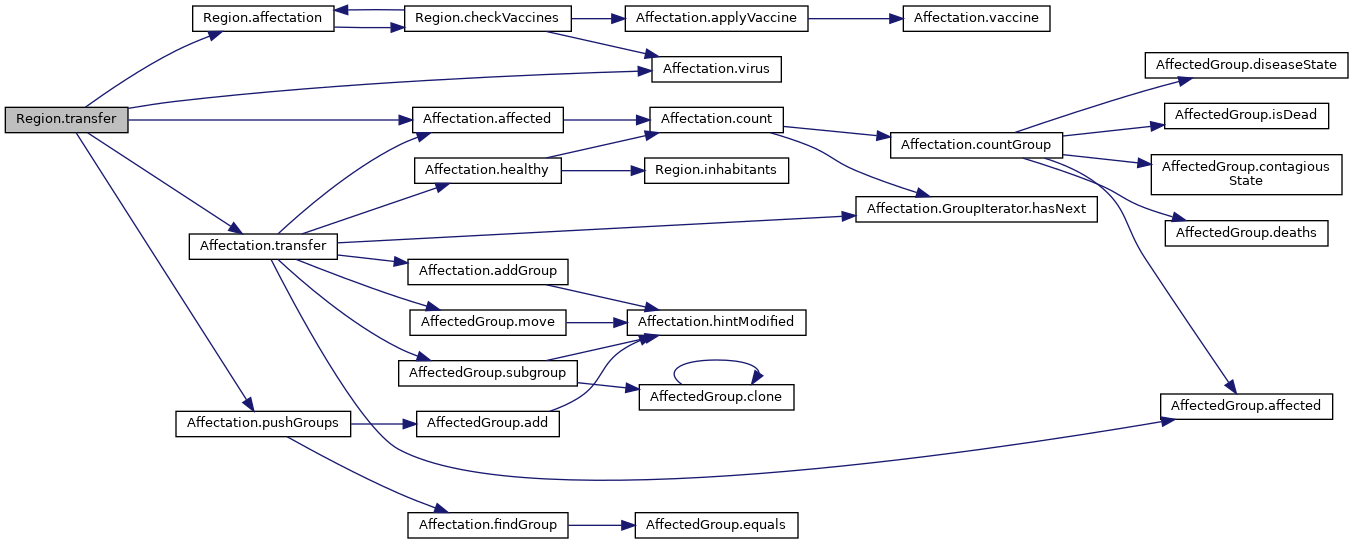 Region.affectation
Region.checkVaccines
Affectation.applyVaccine
Affectation.vaccine
Affectation.virus
AffectedGroup.diseaseState
Region.transfer
Affectation.affected
Affectation.count
AffectedGroup.isDead
Affectation.countGroup
Affectation.healthy
Region.inhabitants
AffectedGroup.contagious
State
Affectation.GroupIterator.hasNext
AffectedGroup.deaths
Affectation.transfer
Affectation.addGroup
AffectedGroup.move
Affectation.hintModified
AffectedGroup.subgroup
AffectedGroup.clone
AffectedGroup.affected
Affectation.pushGroups
AffectedGroup.add
Affectation.findGroup
AffectedGroup.equals